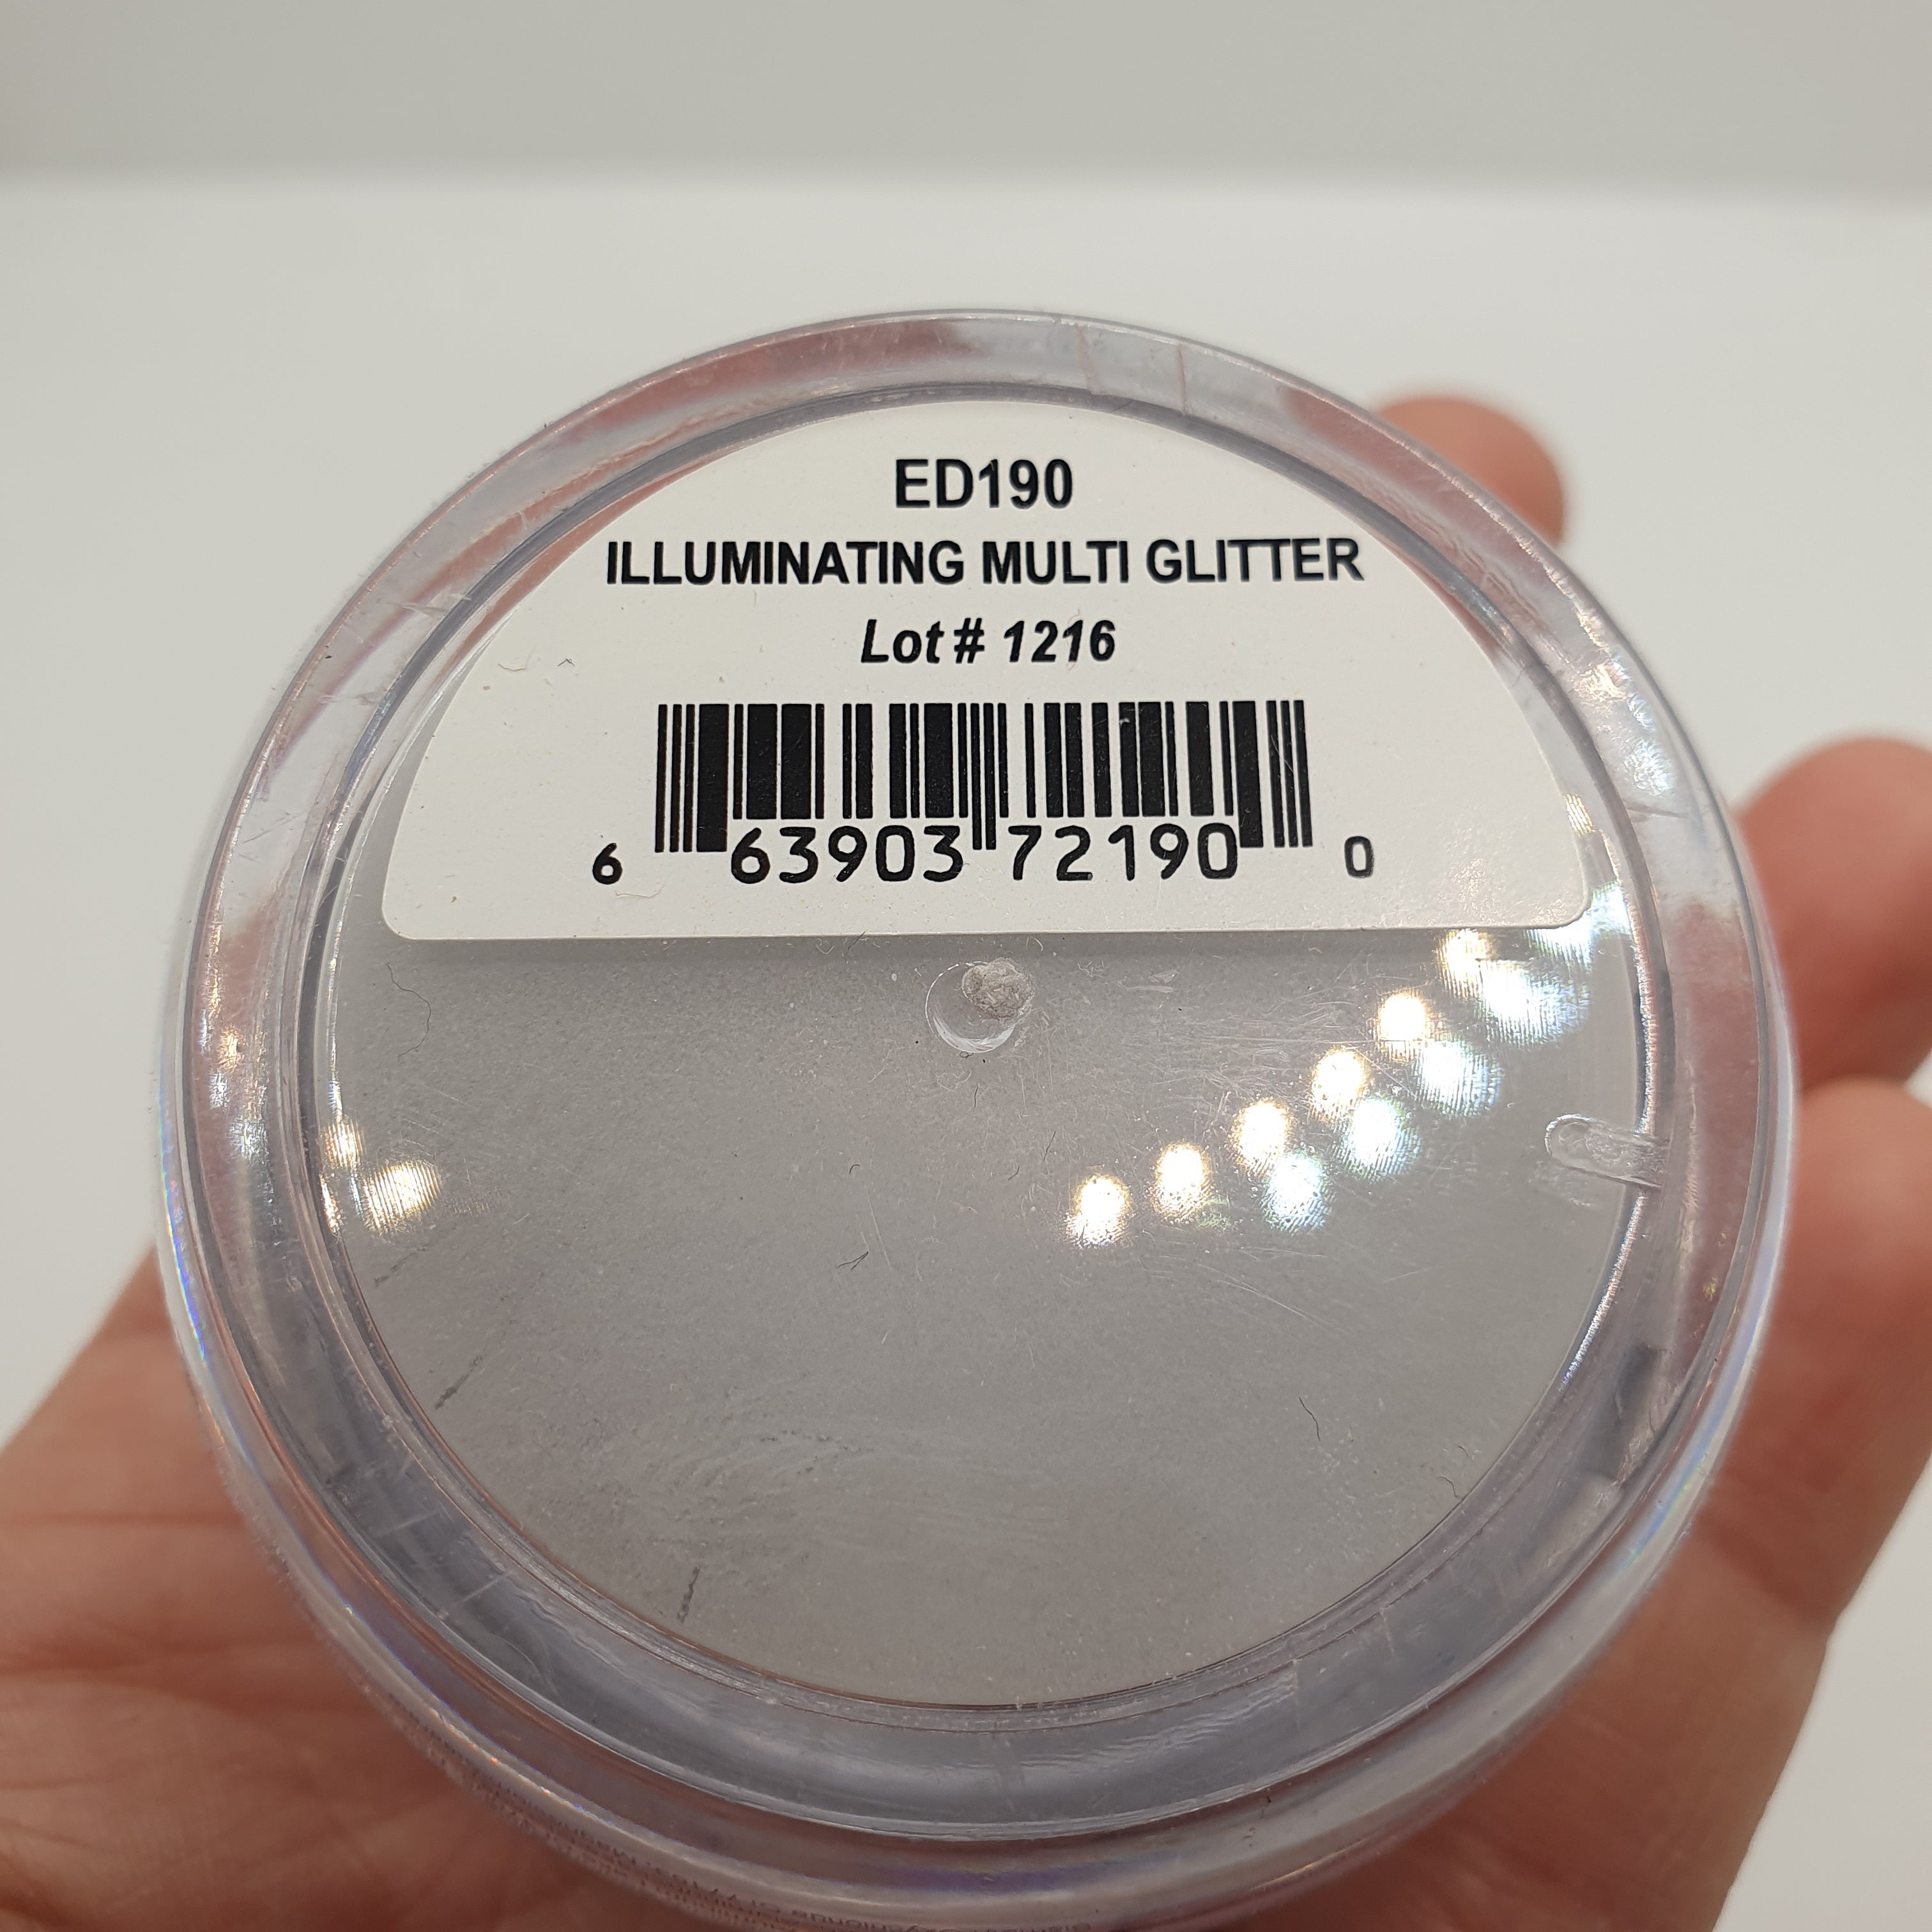 ED190
ILLUMINATING MULTI GLITTER
Lot # 1216
6 63903 72190 0